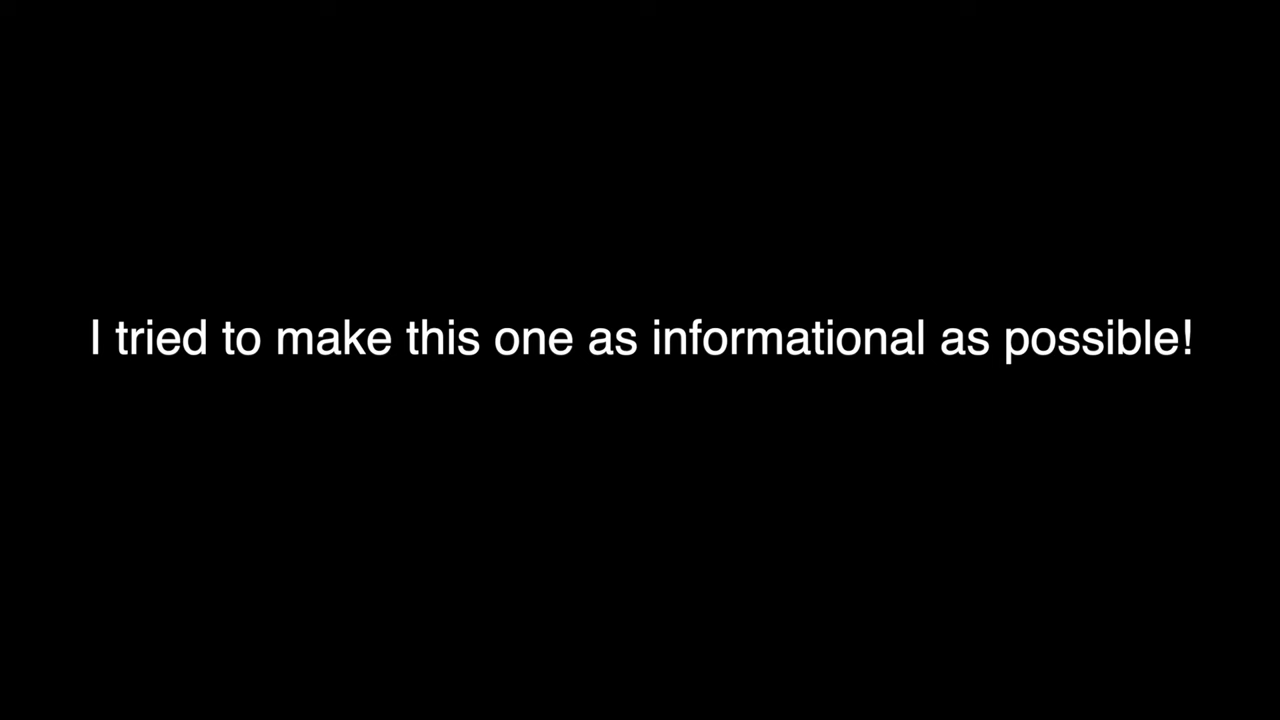 I tried to make this one as informational as possible!